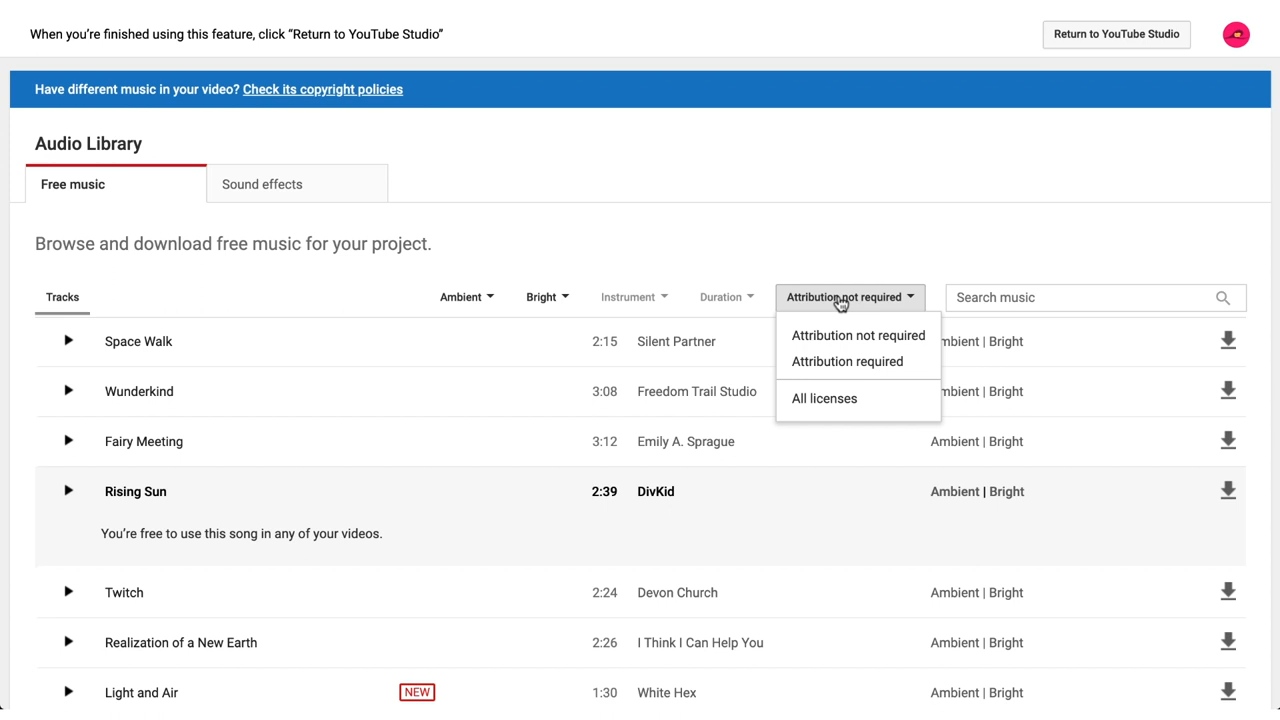 When you're finished using this feature, click “Return to YouTube Studio”
Return to YouTube Studio
Have different music in your video? Check its copyright policies
Audio Library
Free music
Sound effects
Browse and download free music for your project.
Tracks
Ambient
Bright
Instrument
Duration
Attribution not required
Search music
Attribution not required
Attribution required
All licenses
Space Walk 2:15 Silent Partner mbient | Bright
Wunderkind 3:08 Freedom Trail Studio mbient | Bright
Fairy Meeting 3:12 Emily A. Sprague Ambient | Bright
Rising Sun 2:39 DivKid Ambient | Bright
You're free to use this song in any of your videos.
Twitch 2:24 Devon Church Ambient | Bright
Realization of a New Earth 2:26 I Think I Can Help You Ambient | Bright
Light and Air NEW 1:30 White Hex Ambient | Bright